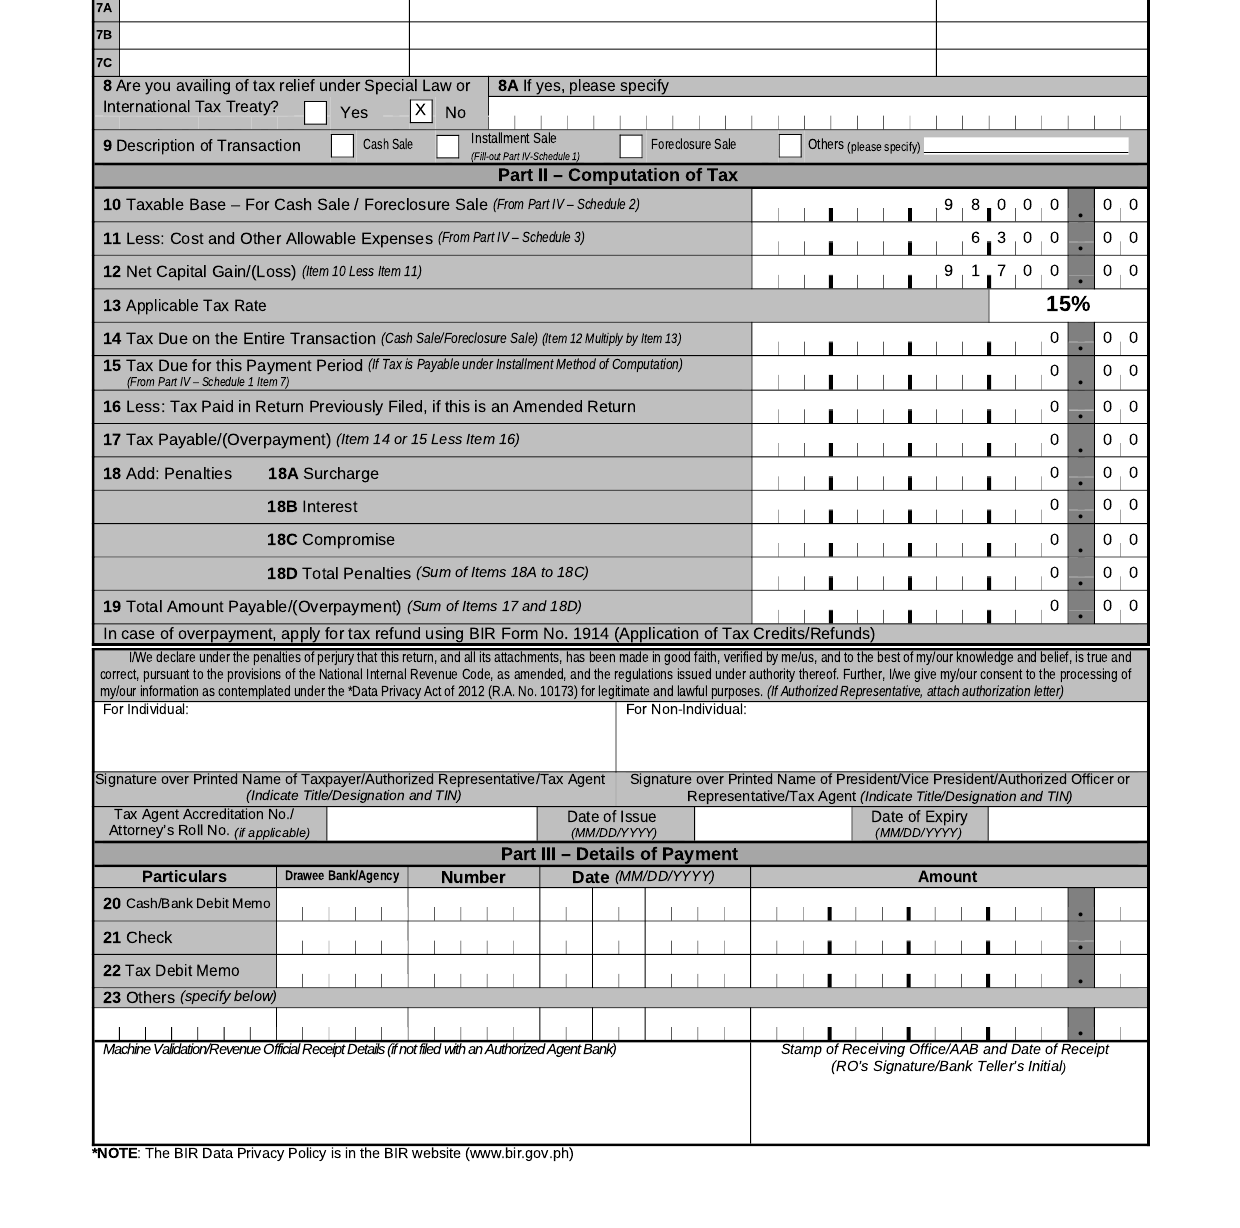 7A
7B
7C
8 Are you availing of tax relief under Special Law or
International Tax Treaty? Yes X No
8A If yes, please specify
9 Description of Transaction Cash Sale Installment Sale (Fill-out Part IV-Schedule 1) Foreclosure Sale Others (please specify)
Part II – Computation of Tax
10 Taxable Base – For Cash Sale / Foreclosure Sale (From Part IV – Schedule 2) 9 8 0 0 0 . 0 0
11 Less: Cost and Other Allowable Expenses (From Part IV – Schedule 3) 6 3 0 0 . 0 0
12 Net Capital Gain/(Loss) (Item 10 Less Item 11) 9 1 7 0 0 . 0 0
13 Applicable Tax Rate 15%
14 Tax Due on the Entire Transaction (Cash Sale/Foreclosure Sale) (Item 12 Multiply by Item 13) 0 . 0 0
15 Tax Due for this Payment Period (If Tax is Payable under Installment Method of Computation) 0 . 0 0
(From Part IV – Schedule 1 Item 7)
16 Less: Tax Paid in Return Previously Filed, if this is an Amended Return 0 . 0 0
17 Tax Payable/(Overpayment) (Item 14 or 15 Less Item 16) 0 . 0 0
18 Add: Penalties 18A Surcharge 0 . 0 0
18B Interest 0 . 0 0
18C Compromise 0 . 0 0
18D Total Penalties (Sum of Items 18A to 18C) 0 . 0 0
19 Total Amount Payable/(Overpayment) (Sum of Items 17 and 18D) 0 . 0 0
In case of overpayment, apply for tax refund using BIR Form No. 1914 (Application of Tax Credits/Refunds)
I/We declare under the penalties of perjury that this return, and all its attachments, has been made in good faith, verified by me/us, and to the best of my/our knowledge and belief, is true and
correct, pursuant to the provisions of the National Internal Revenue Code, as amended, and the regulations issued under authority thereof. Further, I/we give my/our consent to the processing of
my/our information as contemplated under the *Data Privacy Act of 2012 (R.A. No. 10173) for legitimate and lawful purposes. (If Authorized Representative, attach authorization letter)
For Individual:
For Non-Individual:
Signature over Printed Name of Taxpayer/Authorized Representative/Tax Agent
(Indicate Title/Designation and TIN)
Signature over Printed Name of President/Vice President/Authorized Officer or
Representative/Tax Agent (Indicate Title/Designation and TIN)
Tax Agent Accreditation No./
Attorney's Roll No. (if applicable)
Date of Issue
(MM/DD/YYYY)
Date of Expiry
(MM/DD/YYYY)
Part III – Details of Payment
Particulars Drawee Bank/Agency Number Date (MM/DD/YYYY) Amount
20 Cash/Bank Debit Memo .
21 Check .
22 Tax Debit Memo .
23 Others (specify below)
.
Machine Validation/Revenue Official Receipt Details (if not filed with an Authorized Agent Bank)
Stamp of Receiving Office/AAB and Date of Receipt
(RO's Signature/Bank Teller's Initial)
*NOTE: The BIR Data Privacy Policy is in the BIR website (www.bir.gov.ph)